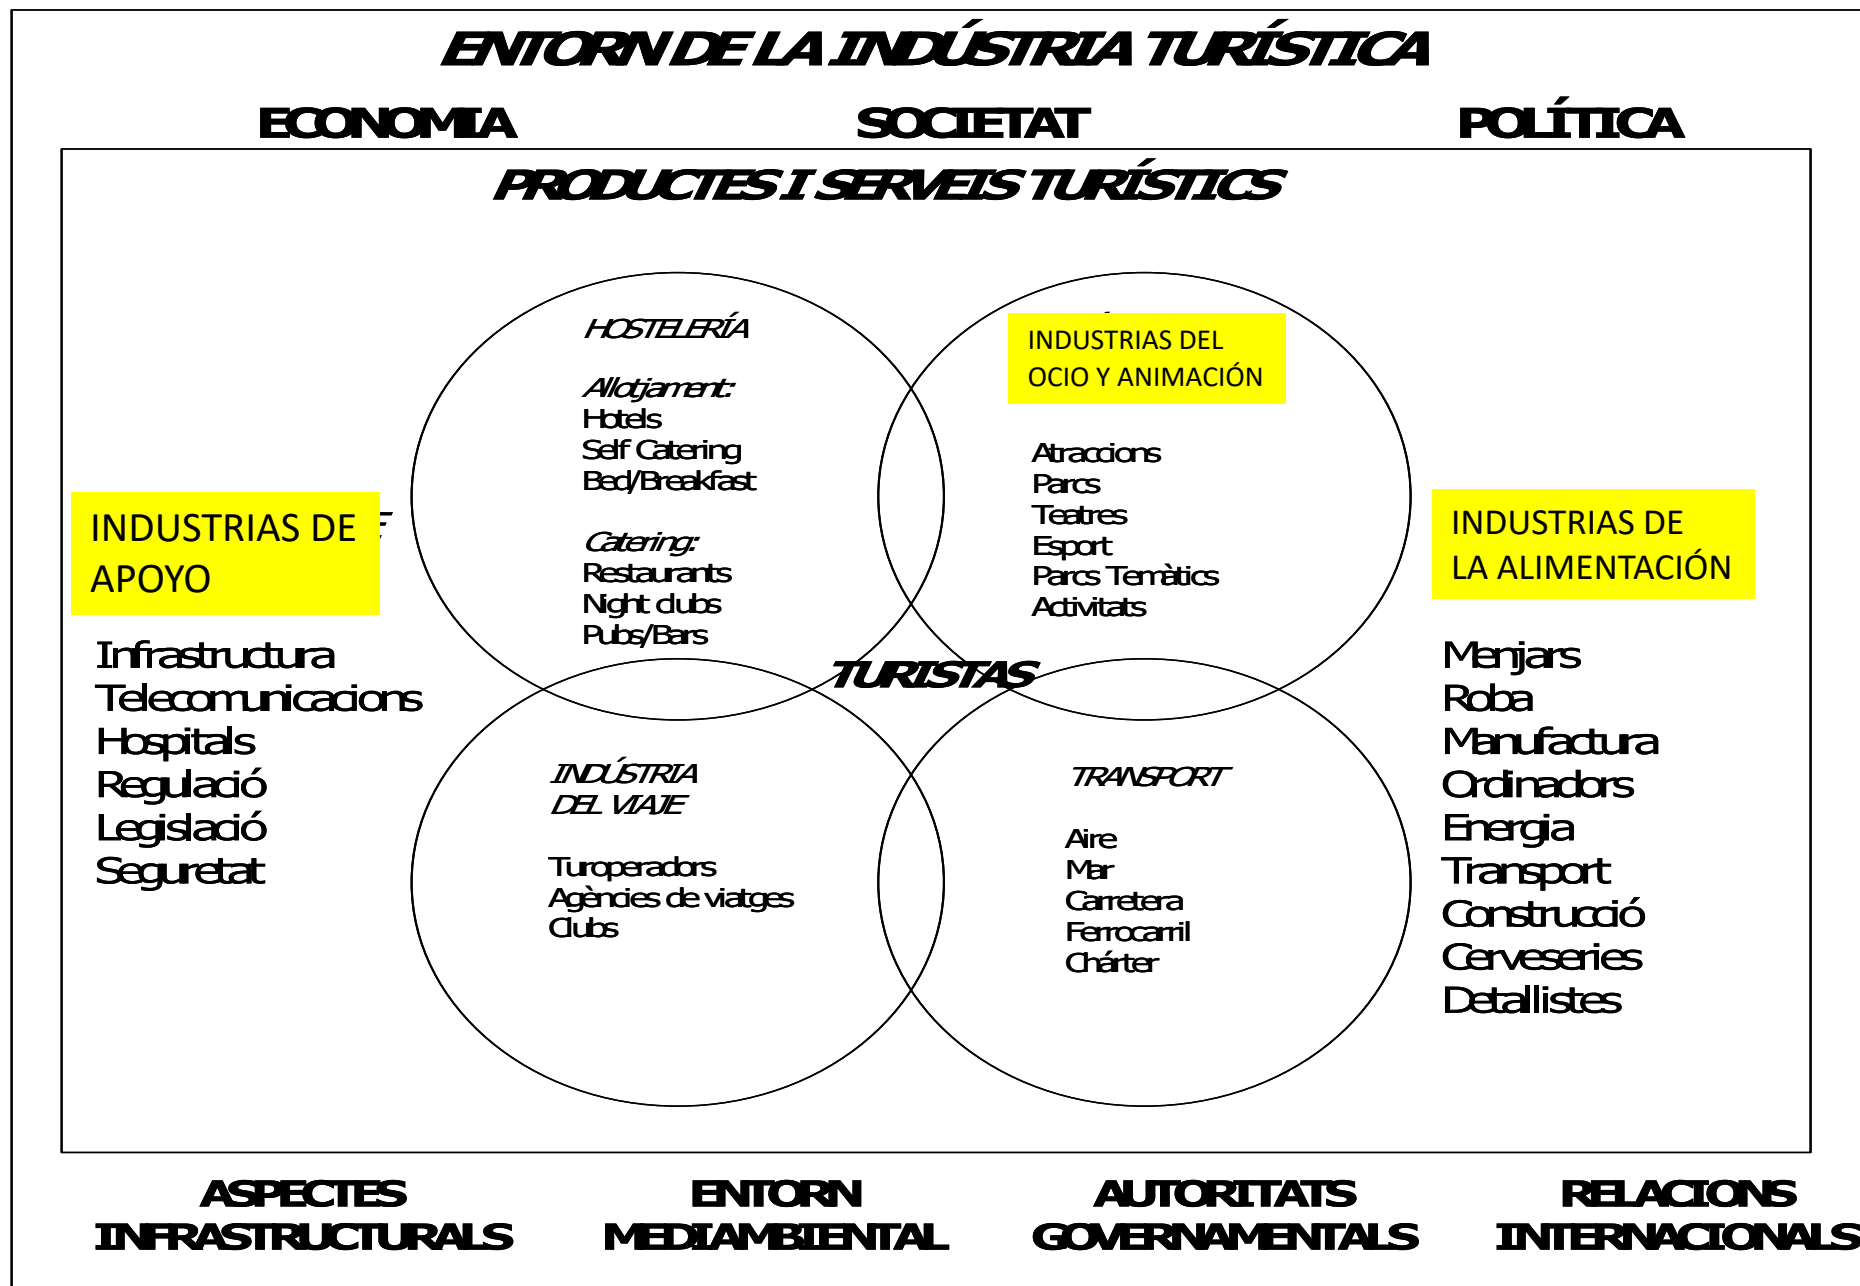 ENTORN DE LA INDÚSTRIA TURÍSTICA
ECONOMIA SOCIETAT POLÍTICA
PRODUCTES I SERVEIS TURÍSTICS
HOSTELERÍA
Allotjament:
Hotels
Self Catering
Bed/Breakfast
Catering:
Restaurants
Night clubs
Pubs/Bars
INDUSTRIAS DEL
OCIO Y ANIMACIÓN
Atraccions
Parcs
Teatres
Esport
Parcs Temàtics
Activitats
INDUSTRIAS DE
APOYO
Infrastructura
Telecomunicacions
Hospitals
Regulació
Legislació
Seguretat
TURISTAS
INDUSTRIAS DE
LA ALIMENTACIÓN
Menjars
Roba
Manufactura
Ordinadors
Energia
Transport
Construcció
Cerveseries
Detallistes
INDÚSTRIA
DEL VIAJE
Turoperadors
Agències de viatges
Clubs
TRANSPORT
Aire
Mar
Carretera
Ferrocarril
Chárter
ASPECTES
INFRASTRUCTURALS
ENTORN
MEDIAMBIENTAL
AUTORITATS
GOVERNAMENTALS
RELACIONS
INTERNACIONALS